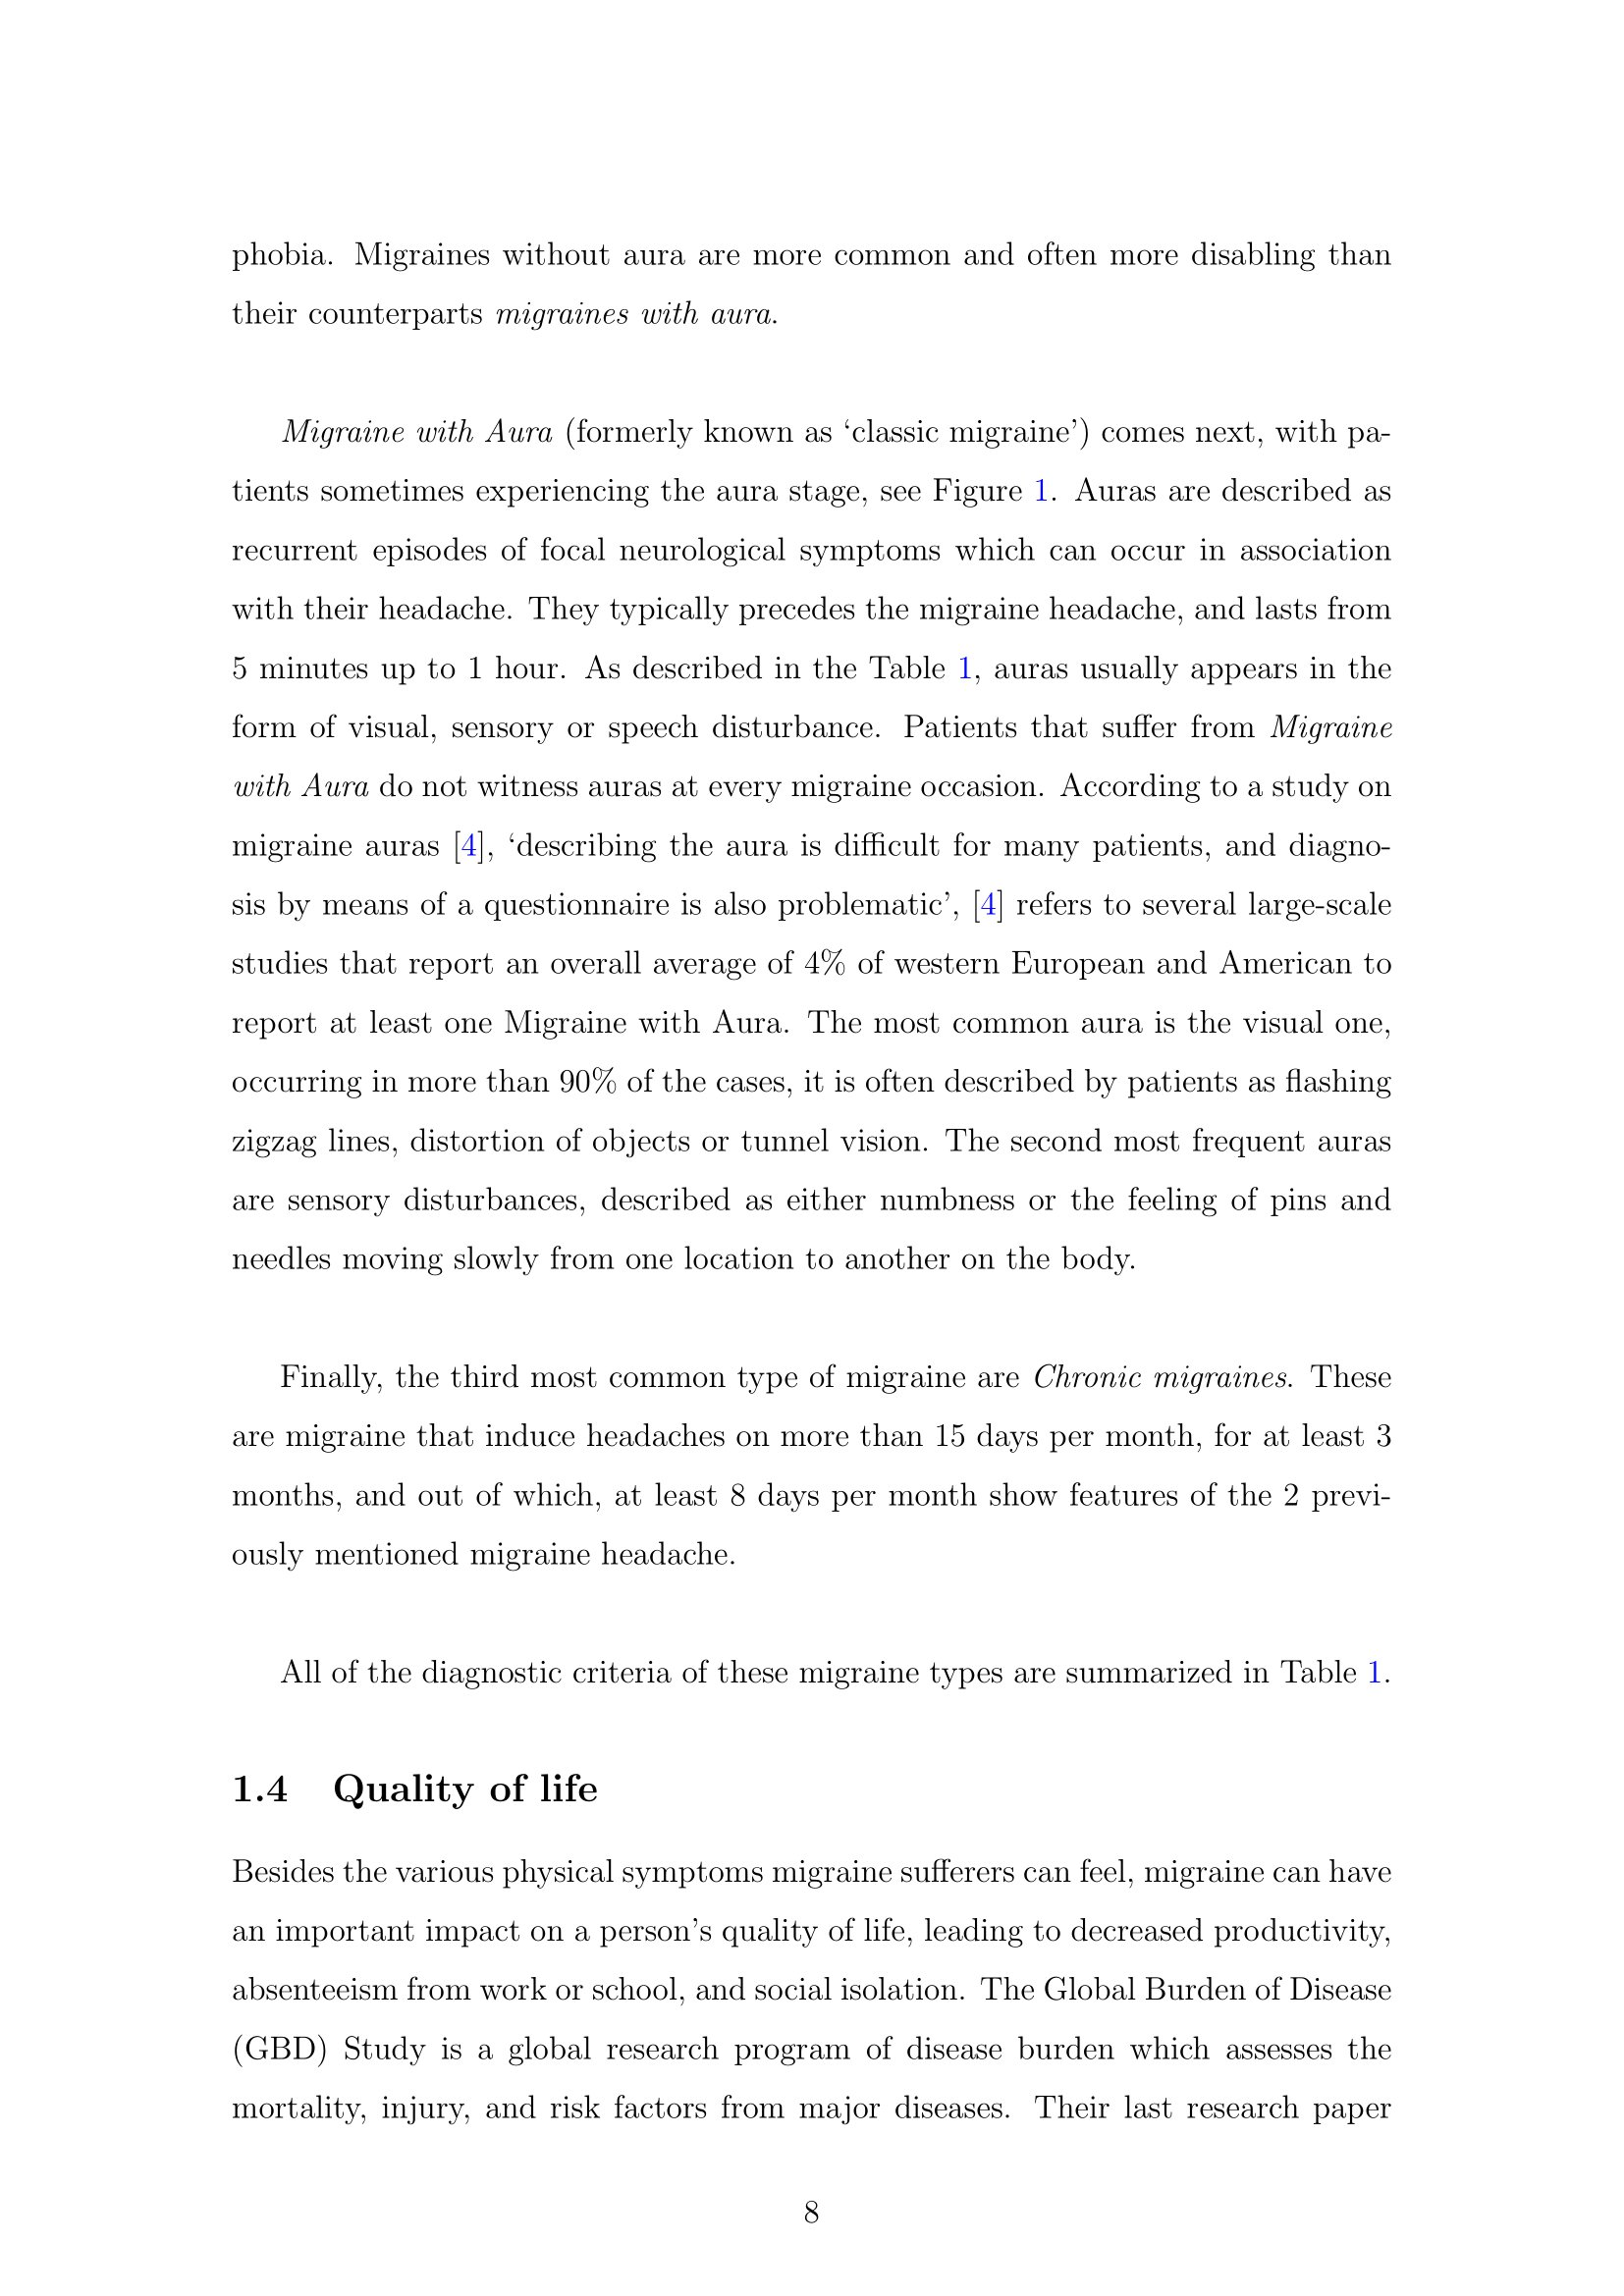 phobia. Migraines without aura are more common and often more disabling than
their counterparts migraines with aura.
Migraine with Aura (formerly known as ‘classic migraine’) comes next, with pa-
tients sometimes experiencing the aura stage, see Figure 1. Auras are described as
recurrent episodes of focal neurological symptoms which can occur in association
with their headache. They typically precedes the migraine headache, and lasts from
5 minutes up to 1 hour. As described in the Table 1, auras usually appears in the
form of visual, sensory or speech disturbance. Patients that suffer from Migraine
with Aura do not witness auras at every migraine occasion. According to a study on
migraine auras [4], ‘describing the aura is difficult for many patients, and diagno-
sis by means of a questionnaire is also problematic’, [4] refers to several large-scale
studies that report an overall average of 4% of western European and American to
report at least one Migraine with Aura. The most common aura is the visual one,
occurring in more than 90% of the cases, it is often described by patients as flashing
zigzag lines, distortion of objects or tunnel vision. The second most frequent auras
are sensory disturbances, described as either numbness or the feeling of pins and
needles moving slowly from one location to another on the body.
Finally, the third most common type of migraine are Chronic migraines. These
are migraine that induce headaches on more than 15 days per month, for at least 3
months, and out of which, at least 8 days per month show features of the 2 previ-
ously mentioned migraine headache.
All of the diagnostic criteria of these migraine types are summarized in Table 1.
1.4 Quality of life
Besides the various physical symptoms migraine sufferers can feel, migraine can have
an important impact on a person’s quality of life, leading to decreased productivity,
absenteeism from work or school, and social isolation. The Global Burden of Disease
(GBD) Study is a global research program of disease burden which assesses the
mortality, injury, and risk factors from major diseases. Their last research paper
8